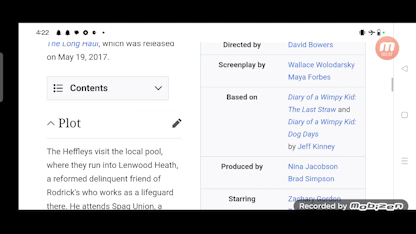 4:22
The Long Haul, which was released
on May 19, 2017.
Contents
Plot
The Heffleys visit the local pool,
where they run into Lenwood Heath,
a reformed delinquent friend of
Rodrick's who works as a lifeguard
there. He attends Spag Union, a
Directed by David Bowers
Screenplay by Wallace Wolodarsky
Maya Forbes
Based on Diary of a Wimpy Kid:
The Last Straw and
Diary of a Wimpy Kid:
Dog Days
by Jeff Kinney
Produced by Nina Jacobson
Brad Simpson
Starring Zachary Gordon
Recorded by Mobizen